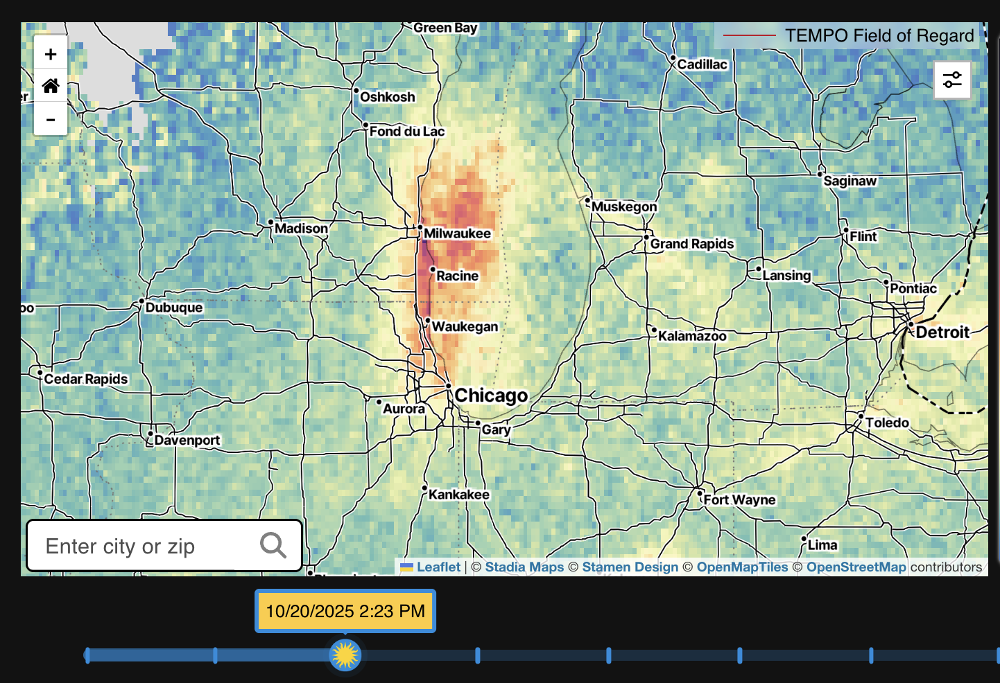 Green Bay
TEMPO Field of Regard
+
Cadillac
er
Oshkosh
-
Fond du Lac
Saginaw
Muskegon
Madison
Milwaukee
Flint
Grand Rapids
Racine
Lansing
Pontiac
Dubuque
oo
Waukegan
Detroit
Kalamazoo
Cedar Rapids
Chicago
Aurora
Toledo
Gary
Davenport
Kankakee
Fort Wayne
Enter city or zip
Lima
Leaflet | © Stadia Maps © Stamen Design © OpenMapTiles © OpenStreetMap contributors
10/20/2025 2:23 PM